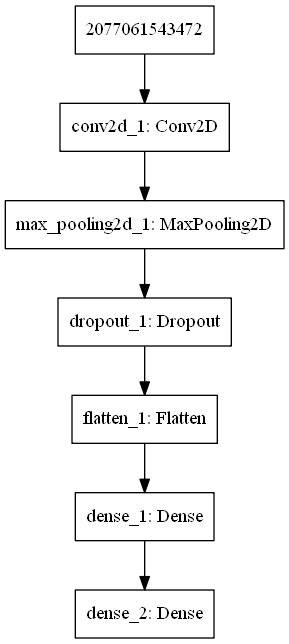 2077061543472
conv2d_1: Conv2D
max_pooling2d_1: MaxPooling2D
dropout_1: Dropout
flatten_1: Flatten
dense_1: Dense
dense_2: Dense